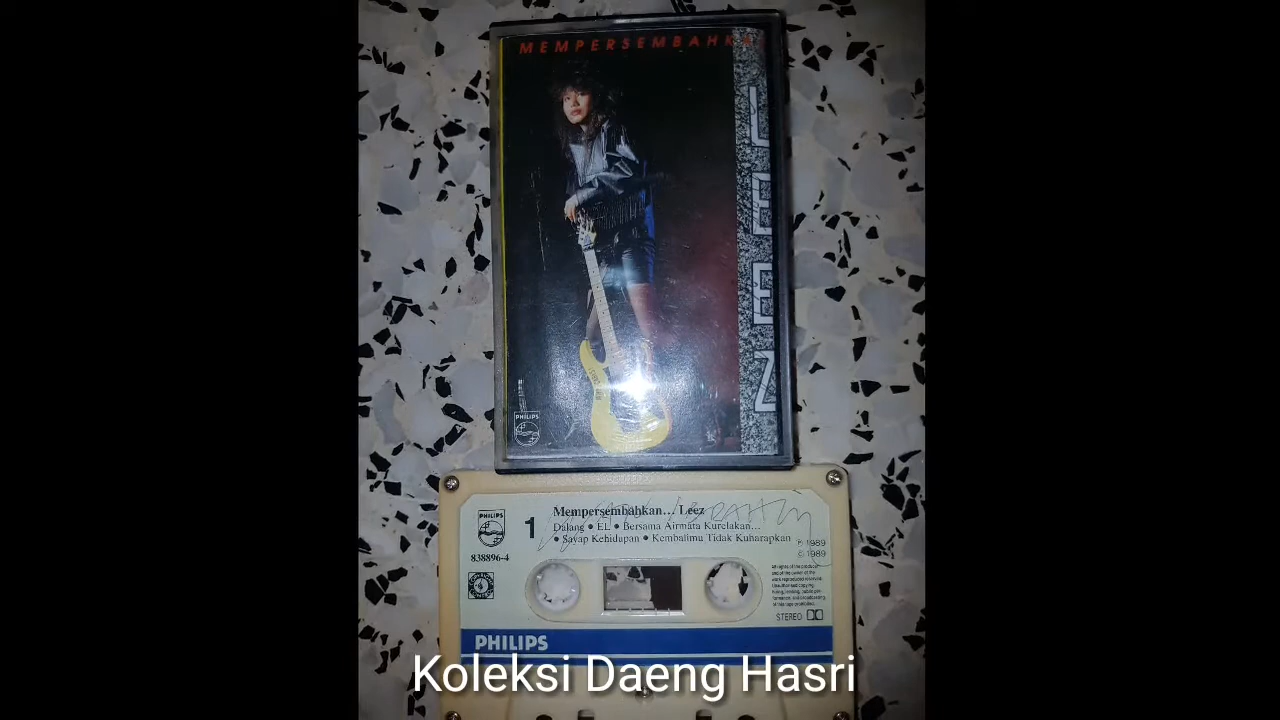 MEMPERSEMBAHKAN
LEEZ
PHILIPS
PHILIPS
838896-4
1
Mempersembahkan... Leez
Dalang • EL • Bersama Airmata Kurelakan...
• Sayap Kehidupan • Kembalimu Tidak Kuharapkan
P 1989
© 1989
STEREO
PHILIPS
Koleksi Daeng Hasri